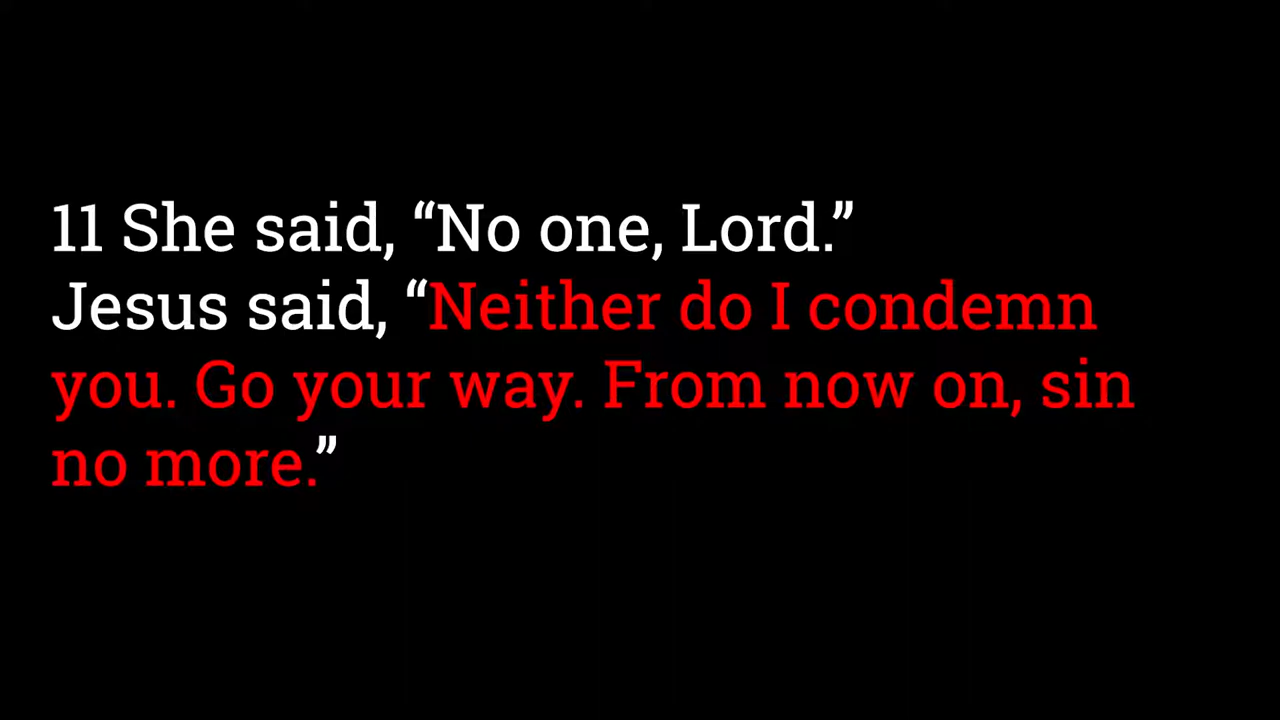 11 She said, “No one, Lord.”
Jesus said, “Neither do I condemn
you. Go your way. From now on, sin
no more.”